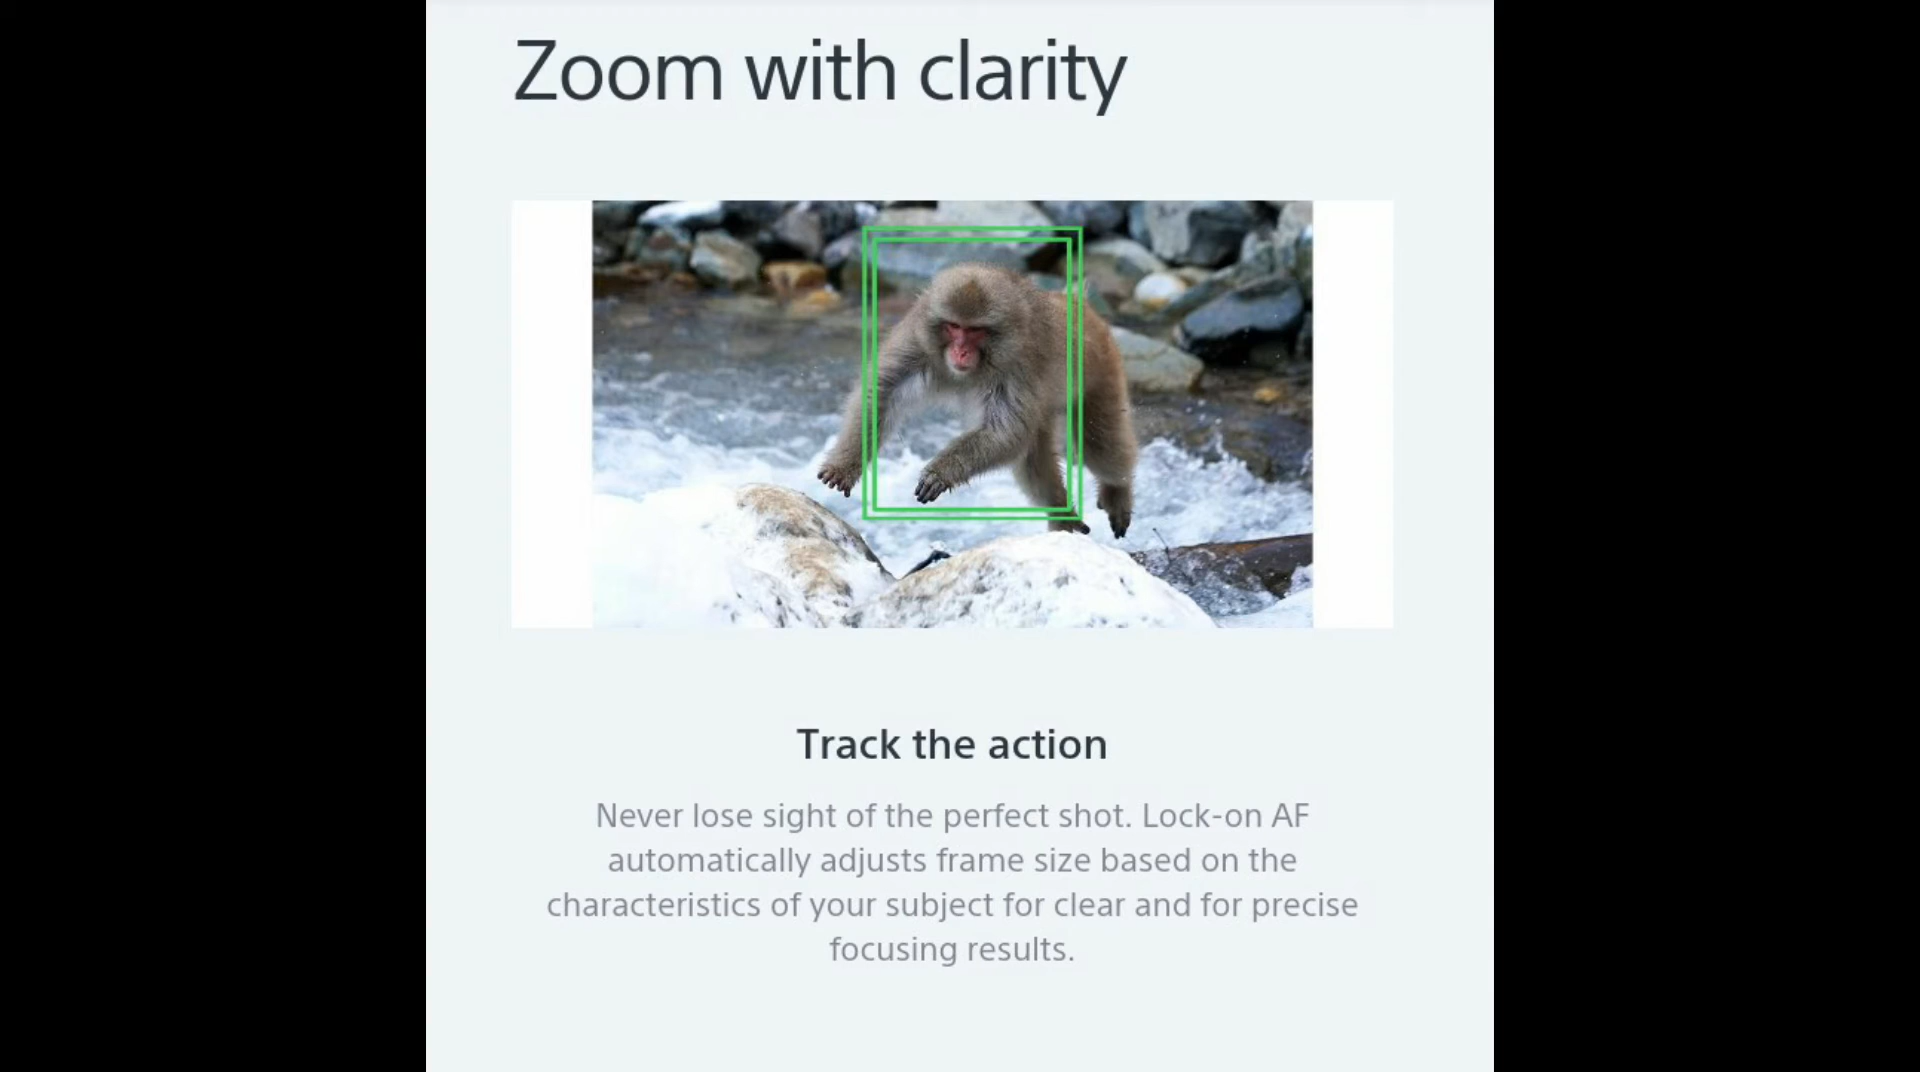 Zoom with clarity
Track the action
Never lose sight of the perfect shot. Lock-on AF
automatically adjusts frame size based on the
characteristics of your subject for clear and for precise
focusing results.